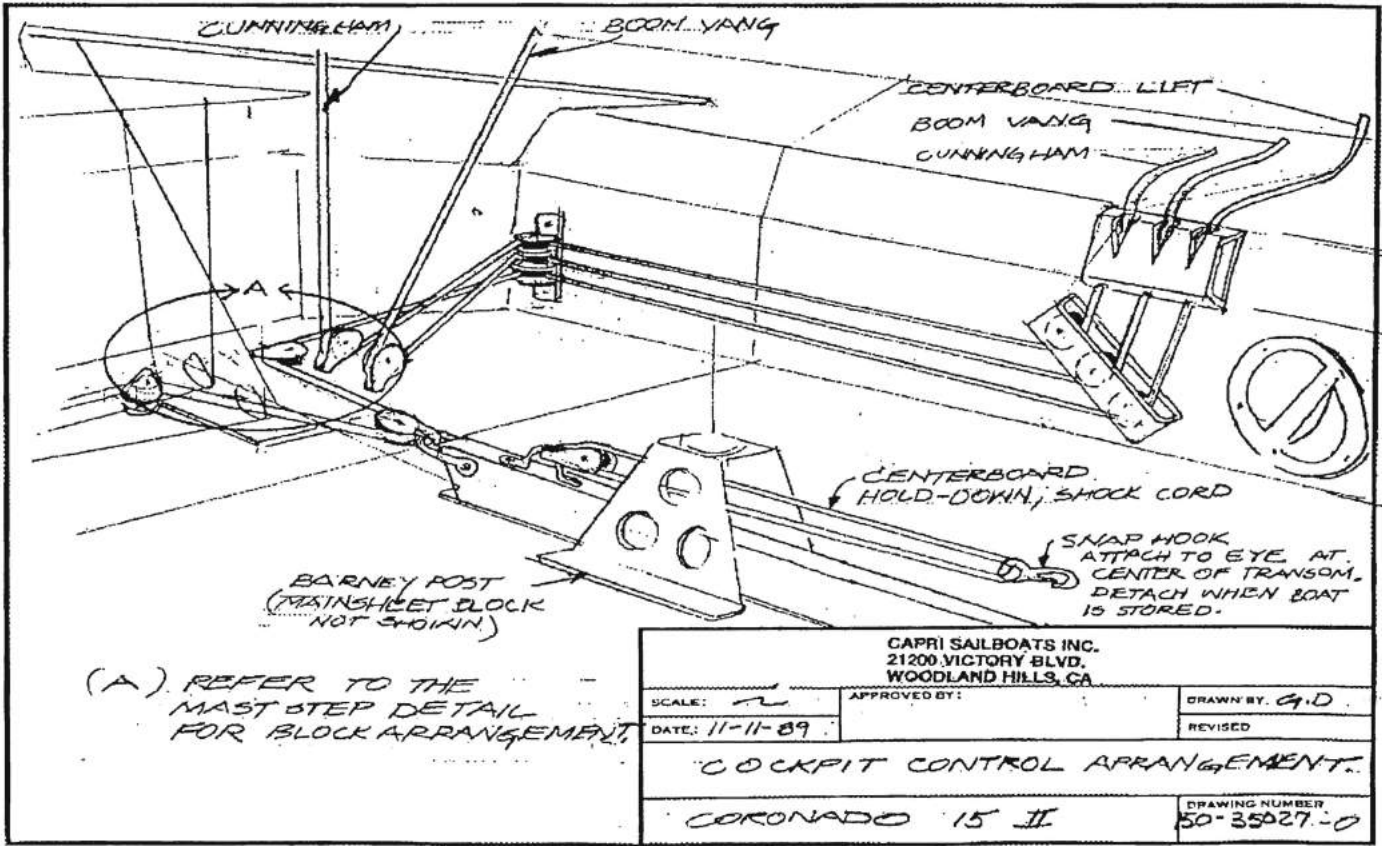 CUNNINGHAM
BOOM VANG
CENTERBOARD LIFT
BOOM VANG
CUNNINGHAM
A
CENTERBOARD
HOLD-DOWN, SHOCK CORD
SNAP HOOK
ATTACH TO EYE AT
CENTER OF TRANSOM.
DETACH WHEN BOAT
IS STORED.
BARNEY POST
(MAINSHEET BLOCK
NOT SHOWN)
(A) REFER TO THE
MAST STEP DETAIL
FOR BLOCK ARRANGEMENT.
CAPRI SAILBOATS INC.
21200 VICTORY BLVD.
WOODLAND HILLS, CA
SCALE: ~
APPROVED BY:
DRAWN BY. G.D
DATE: 11-11-89
REVISED
COCKPIT CONTROL ARRANGEMENT.
CORONADO 15 II
DRAWING NUMBER
150-35027-0